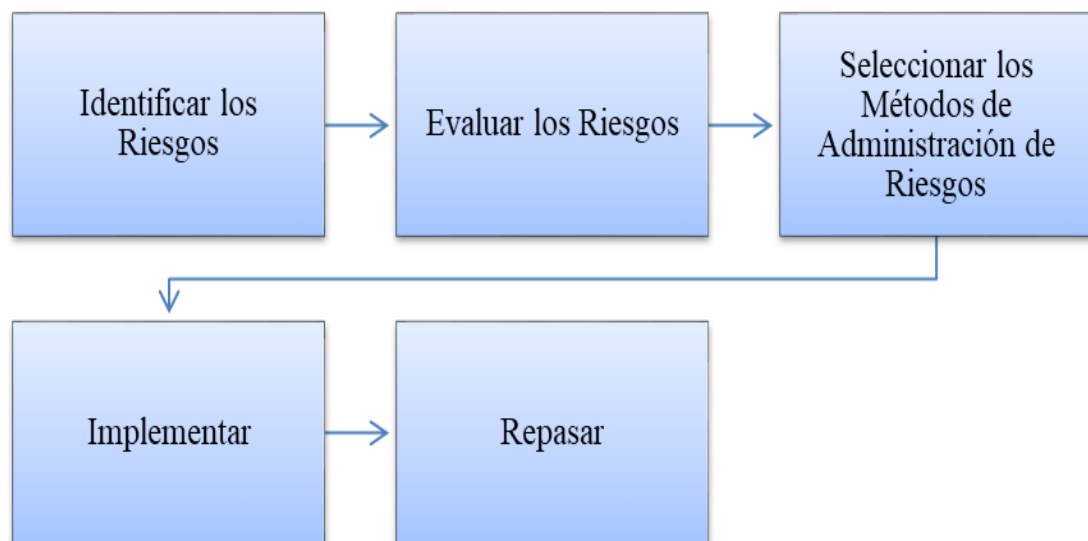 Identificar los
Riesgos
Evaluar los Riesgos
Seleccionar los
Métodos de
Administración de
Riesgos
Implementar
Repasar